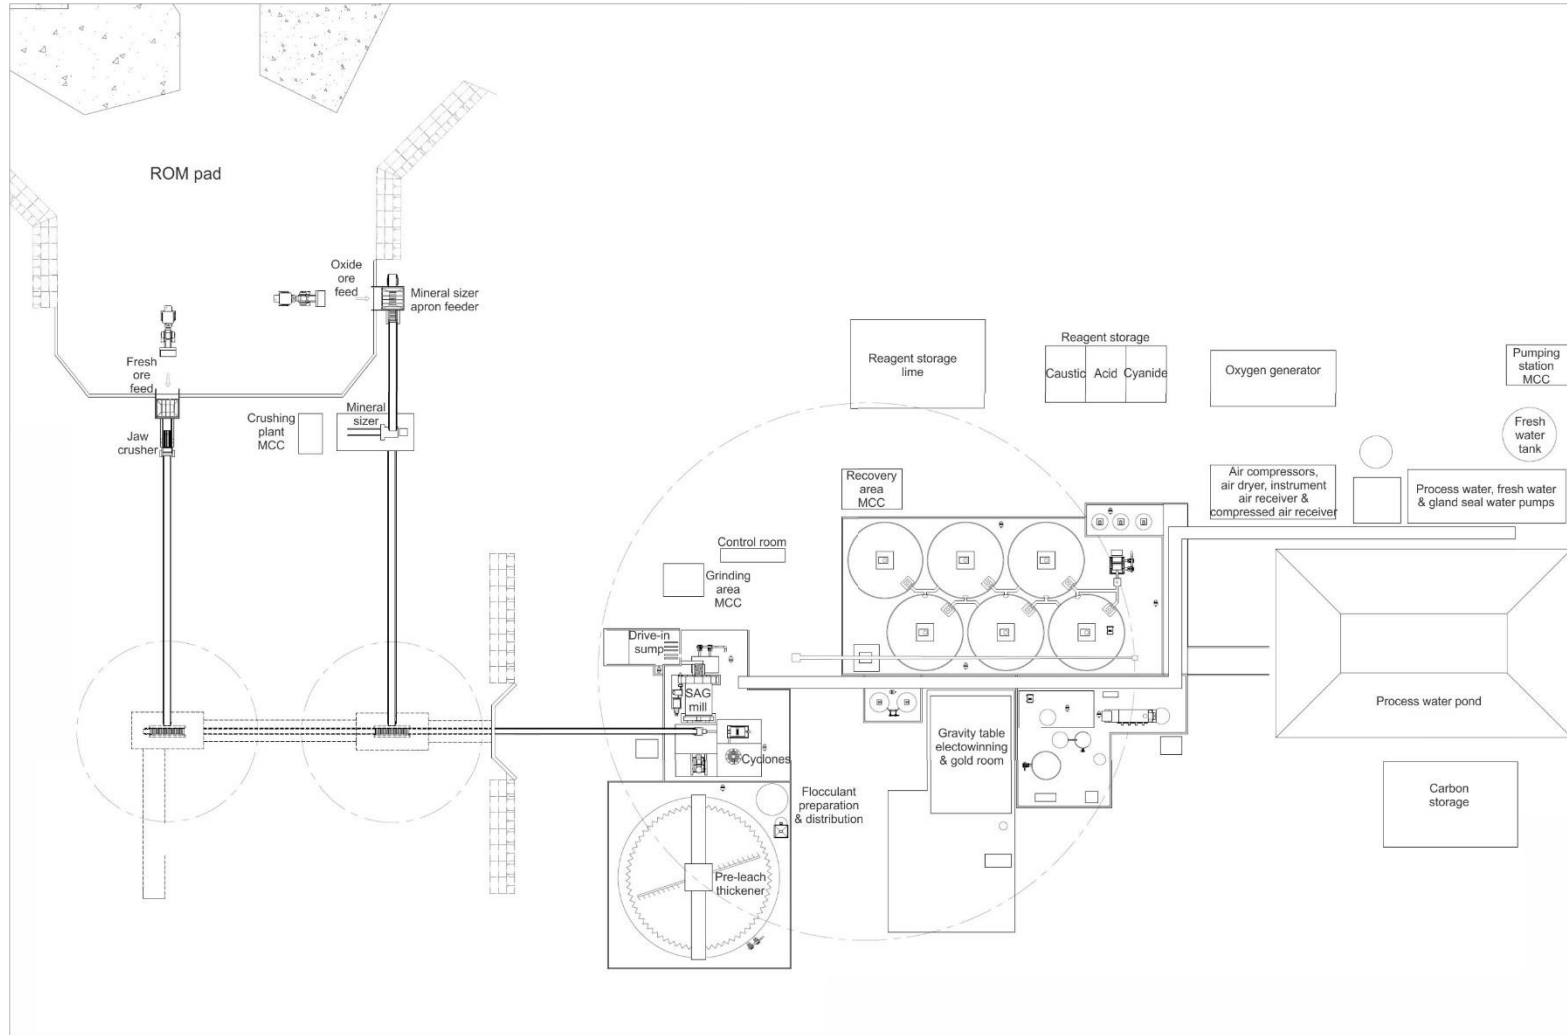 ROM pad
Oxide
ore
feed
Mineral sizer
apron feeder
Fresh
ore
feed
Jaw
crusher
Crushing
plant
MCC
Mineral
sizer
Reagent storage
lime
Reagent storage
Caustic
Acid
Cyanide
Oxygen generator
Pumping
station
MCC
Fresh
water
tank
Recovery
area
MCC
Air compressors,
air dryer, instrument
air receiver &
compressed air receiver
Process water, fresh water
& gland seal water pumps
Control room
Grinding
area
MCC
Drive-in
sump
SAG
mill
Cyclones
Flocculant
preparation
& distribution
Pre-leach
thickener
Gravity table
electowinning
& gold room
Process water pond
Carbon
storage